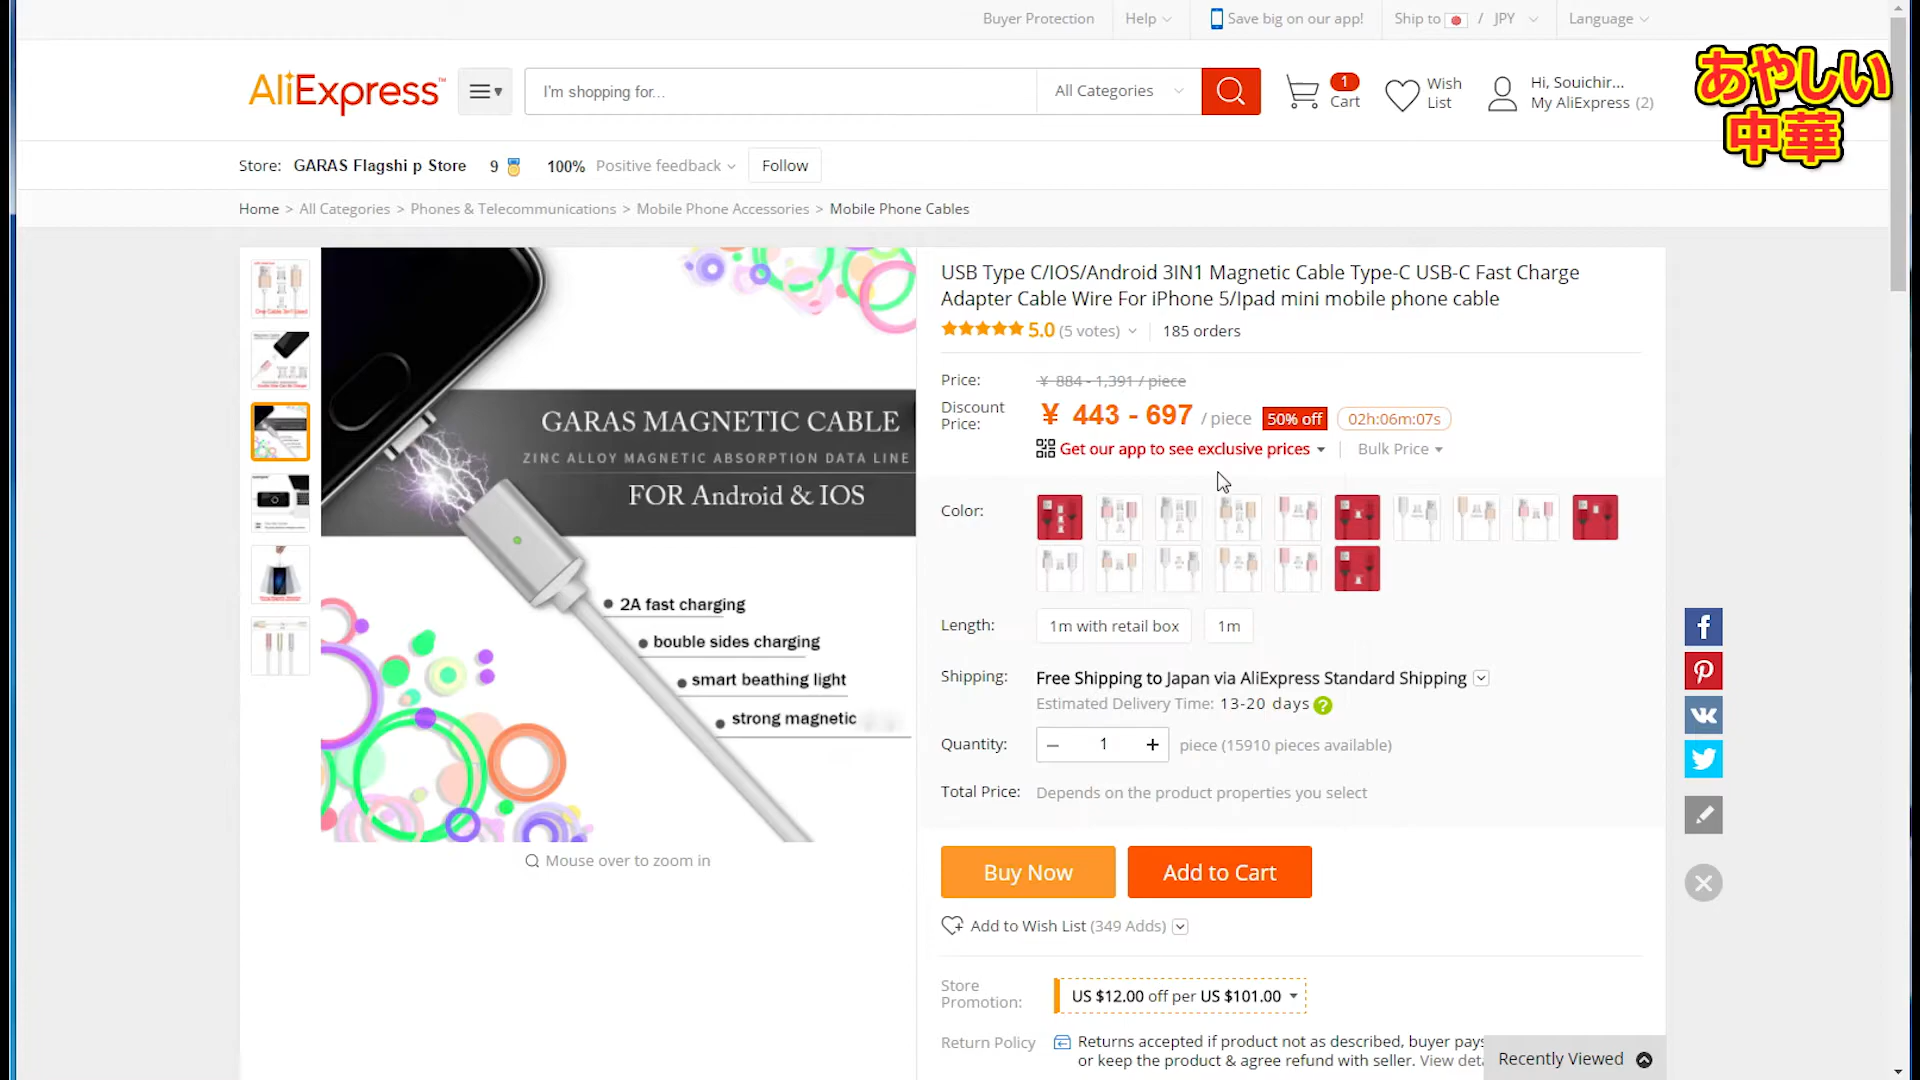 Buyer Protection
Help
Save big on our app!
Ship to / JPY
Language
AliExpress™
I'm shopping for...
All Categories
1
Cart
Wish
List
Hi, Souichir...
My AliExpress (2)
あやしい
中華
Store: GARAS Flagshi p Store 9 100% Positive feedback Follow
Home > All Categories > Phones & Telecommunications > Mobile Phone Accessories > Mobile Phone Cables
GARAS MAGNETIC CABLE
ZINC ALLOY MAGNETIC ABSORPTION DATA LINE
FOR Android & IOS
2A fast charging
bouble sides charging
smart beathing light
strong magnetic
Mouse over to zoom in
USB Type C/IOS/Android 3IN1 Magnetic Cable Type-C USB-C Fast Charge
Adapter Cable Wire For iPhone 5/Ipad mini mobile phone cable
5.0 (5 votes) 185 orders
Price: ¥ 884 - 1,391 / piece
Discount
Price: ¥ 443 - 697 / piece 50% off 02h:06m:07s
Get our app to see exclusive prices Bulk Price
Color:
Length: 1m with retail box 1m
Shipping: Free Shipping to Japan via AliExpress Standard Shipping
Estimated Delivery Time: 13-20 days ?
Quantity: – 1 + piece (15910 pieces available)
Total Price: Depends on the product properties you select
Buy Now Add to Cart
Add to Wish List (349 Adds)
Store
Promotion: US $12.00 off per US $101.00
Return Policy Returns accepted if product not as described, buyer pays
or keep the product & agree refund with seller. View deta
Recently Viewed